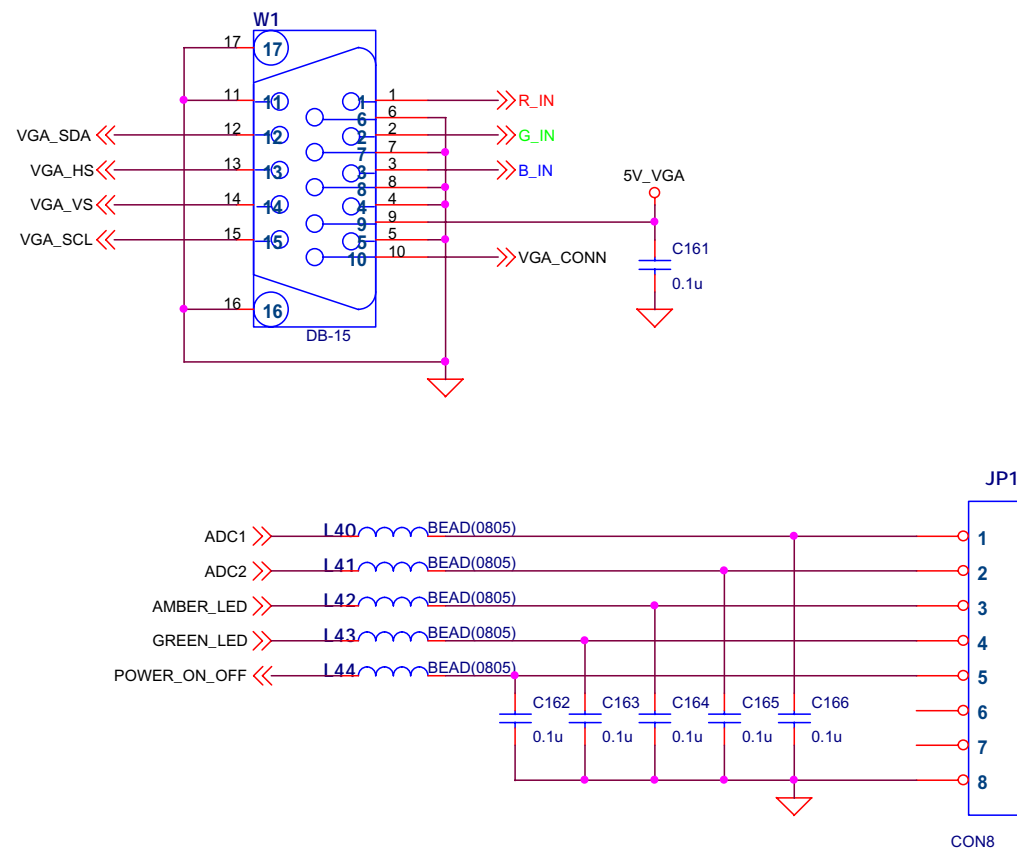 W1
17 17
11 11 1 1 R_IN
6 6
VGA_SDA 12 12 2 2 G_IN
7 7
VGA_HS 13 13 3 3 B_IN
8 8
VGA_VS 14 14 4 4
9 9
VGA_SCL 15 15 5 5
10 10 VGA_CONN
16 16
DB-15
5V_VGA
C161
0.1u
JP1
ADC1 L40 BEAD(0805) 1
ADC2 L41 BEAD(0805) 2
AMBER_LED L42 BEAD(0805) 3
GREEN_LED L43 BEAD(0805) 4
POWER_ON_OFF L44 BEAD(0805) 5
C162 C163 C164 C165 C166 6
0.1u 0.1u 0.1u 0.1u 0.1u 7
8
CON8